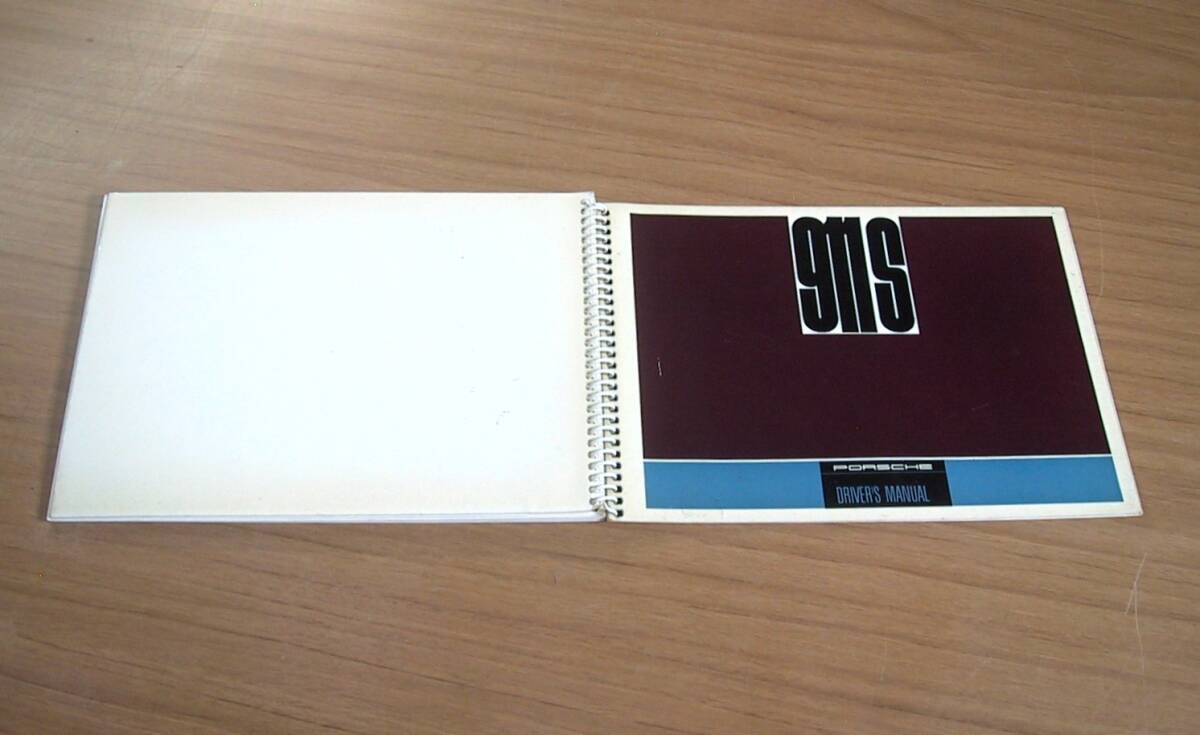 911S
PORSCHE
DRIVER'S MANUAL